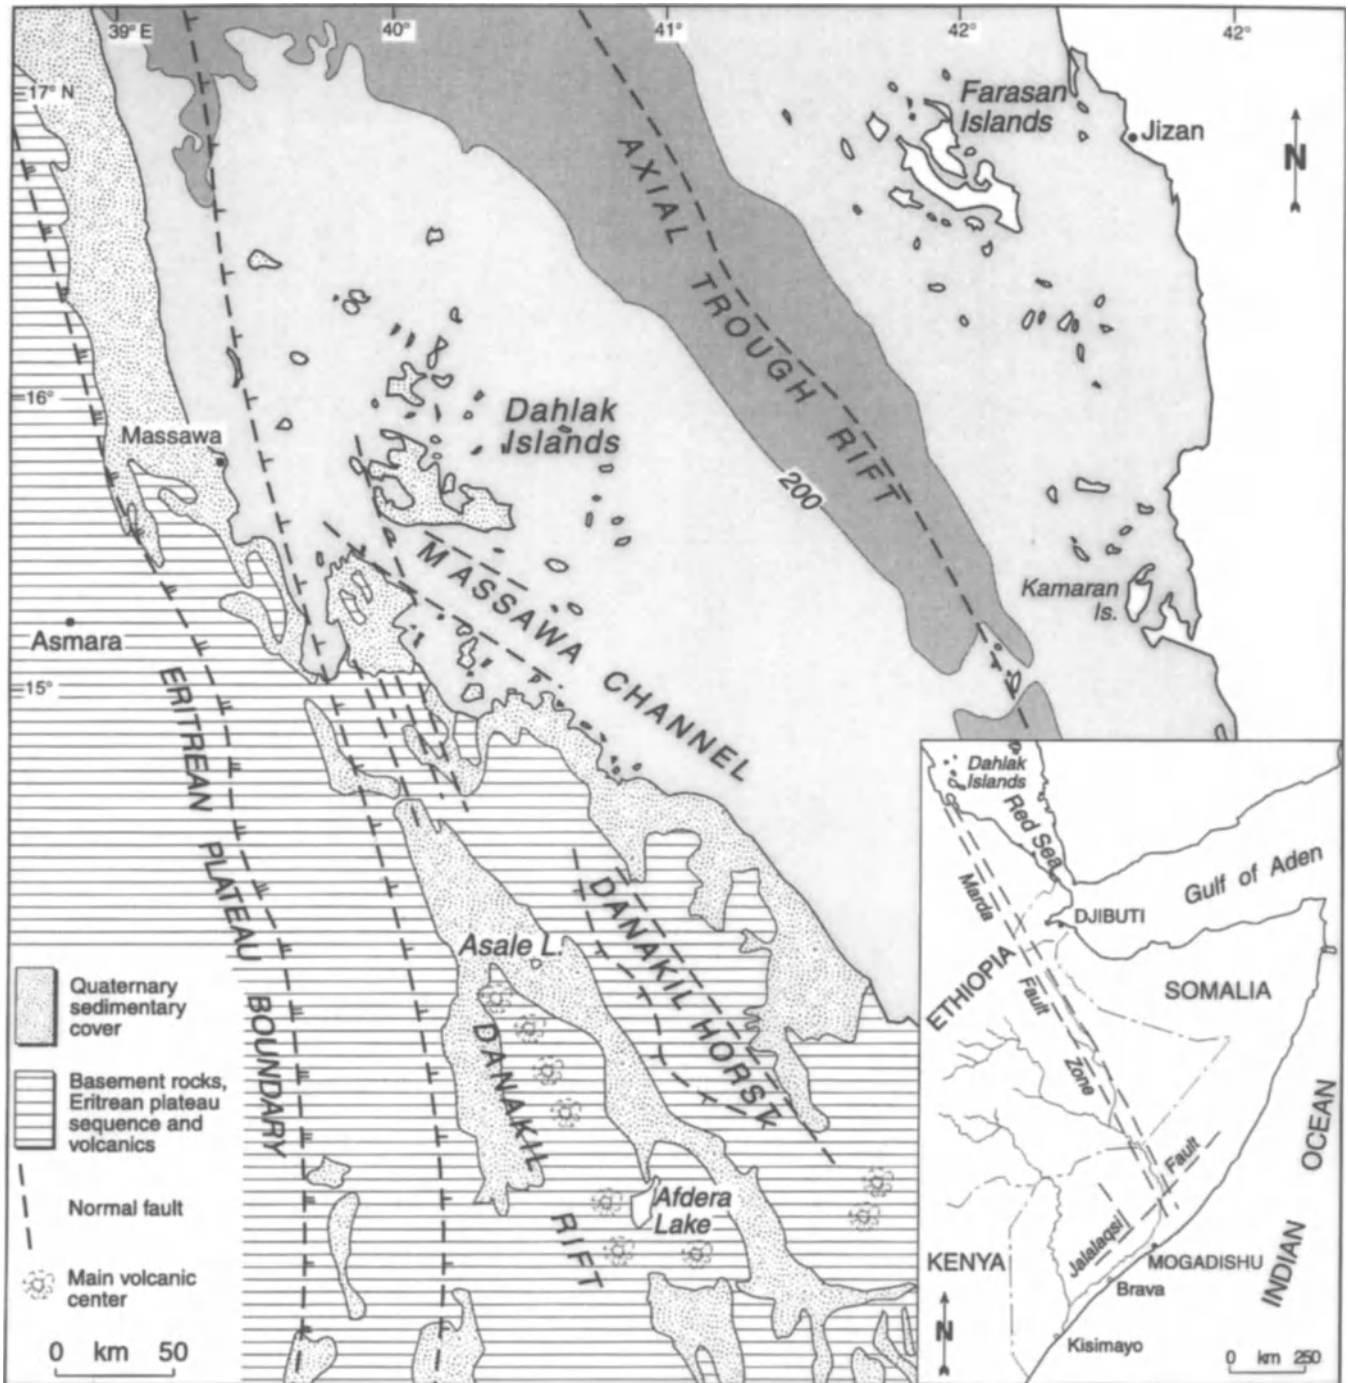 39° E
40°
41°
42°
42°
17° N
Farasan
Islands
Jizan
N
AXIAL TROUGH RIFT
16°
Massawa
Dahlak
Islands
200
MASSAWA CHANNEL
Kamaran
Is.
Asmara
15°
ERITREAN PLATEAU BOUNDARY
DANAKIL HORST
Asale L.
DANAKIL RIFT
Afdera
Lake
Quaternary
sedimentary
cover
Basement rocks,
Eritrean plateau
sequence and
volcanics
Normal fault
Main volcanic
center
0 km 50
Dahlak
Islands
Red Sea
Gulf of Aden
Marda Fault Zone
DJIBUTI
ETHIOPIA
SOMALIA
Jalalaqsi Fault
KENYA
MOGADISHU
Brava
Kisimayo
INDIAN OCEAN
N
0 km 250